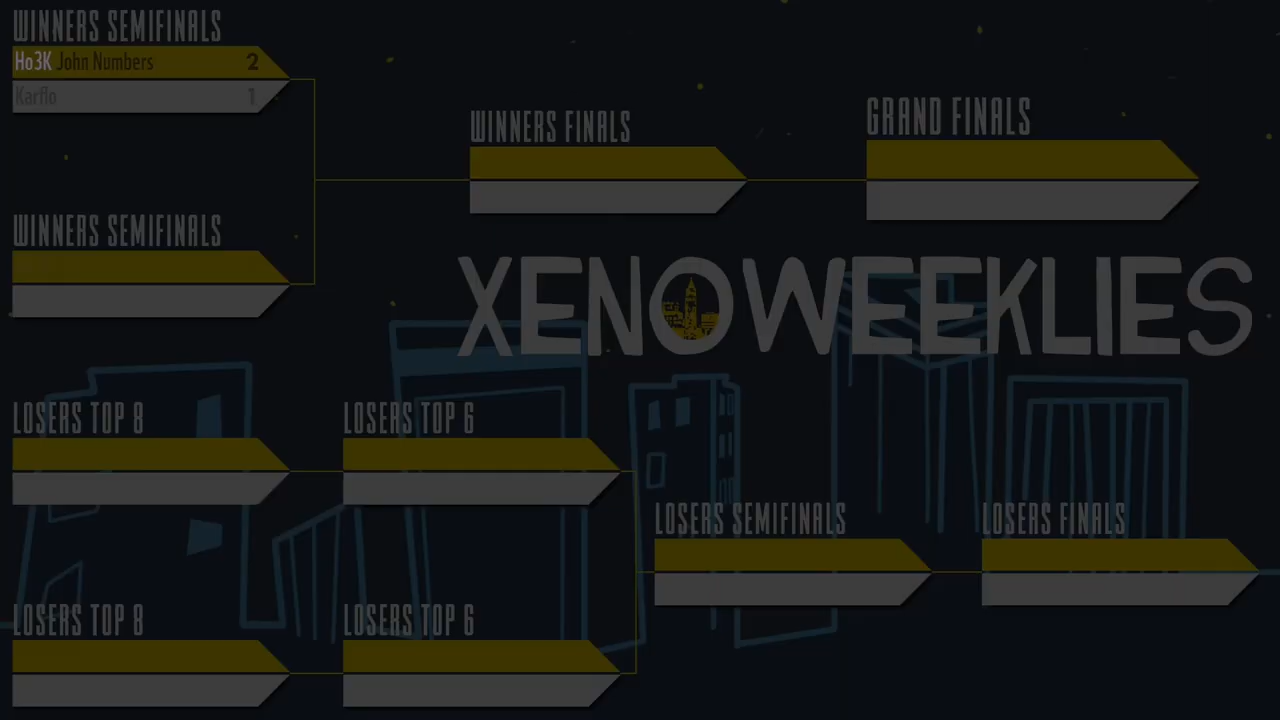 WINNERS SEMIFINALS
Ho3K John Numbers 2
Karflo 1
WINNERS FINALS
GRAND FINALS
WINNERS SEMIFINALS
XENOWEEKLIES
LOSERS TOP 8
LOSERS TOP 6
LOSERS SEMIFINALS
LOSERS FINALS
LOSERS TOP 8
LOSERS TOP 6